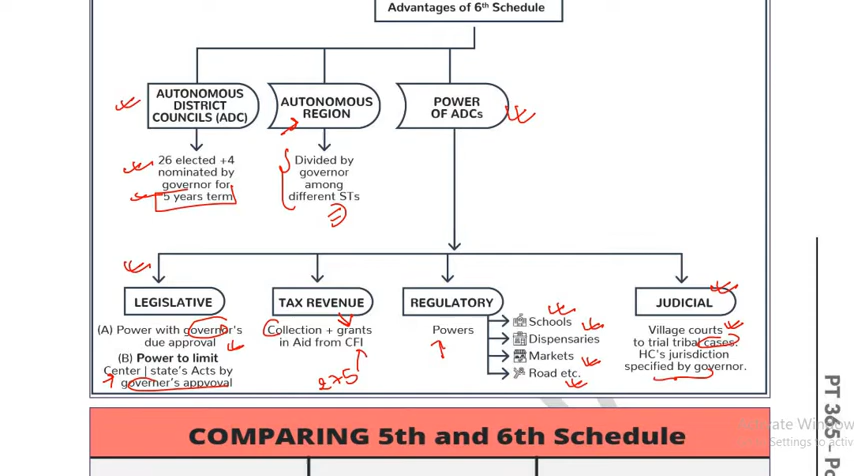 Advantages of 6th Schedule
AUTONOMOUS
DISTRICT
COUNCILS (ADC)
AUTONOMOUS
REGION
POWER
OF ADCs
26 elected +4
nominated by
governor for
5 years term
Divided by
governor among
different STs
LEGISLATIVE
TAX REVENUE
REGULATORY
JUDICIAL
(A) Power with governor's
due approval
(B) Power to limit
Center | state's Acts by
governer's appvoval
Collection + grants
in Aid from CFI
275
Powers
Schools
Dispensaries
Markets
Road etc.
Village courts
to trial tribal cases.
HC's jurisdiction
specified by governor.
COMPARING 5th and 6th Schedule
PT 365 - Po